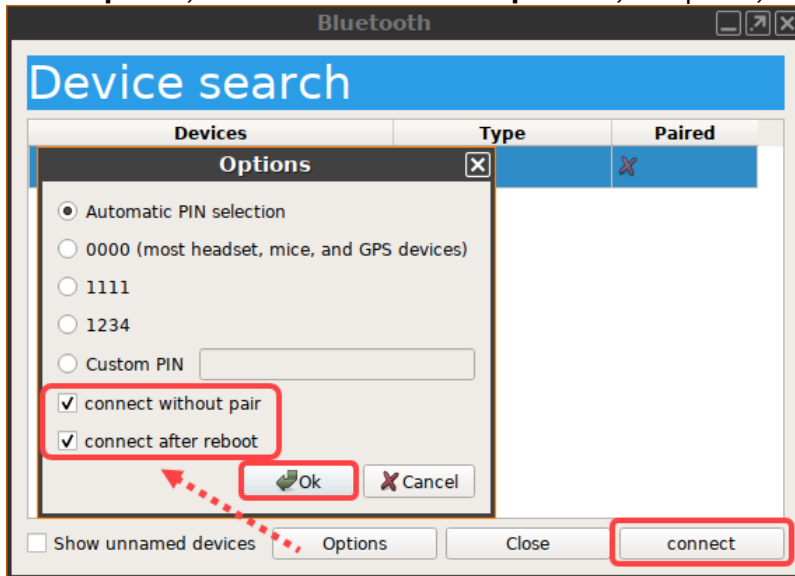 Bluetooth
Device search
Devices Type Paired
Options
Automatic PIN selection
0000 (most headset, mice, and GPS devices)
1111
1234
Custom PIN
connect without pair
connect after reboot
Ok Cancel
Show unnamed devices Options Close connect